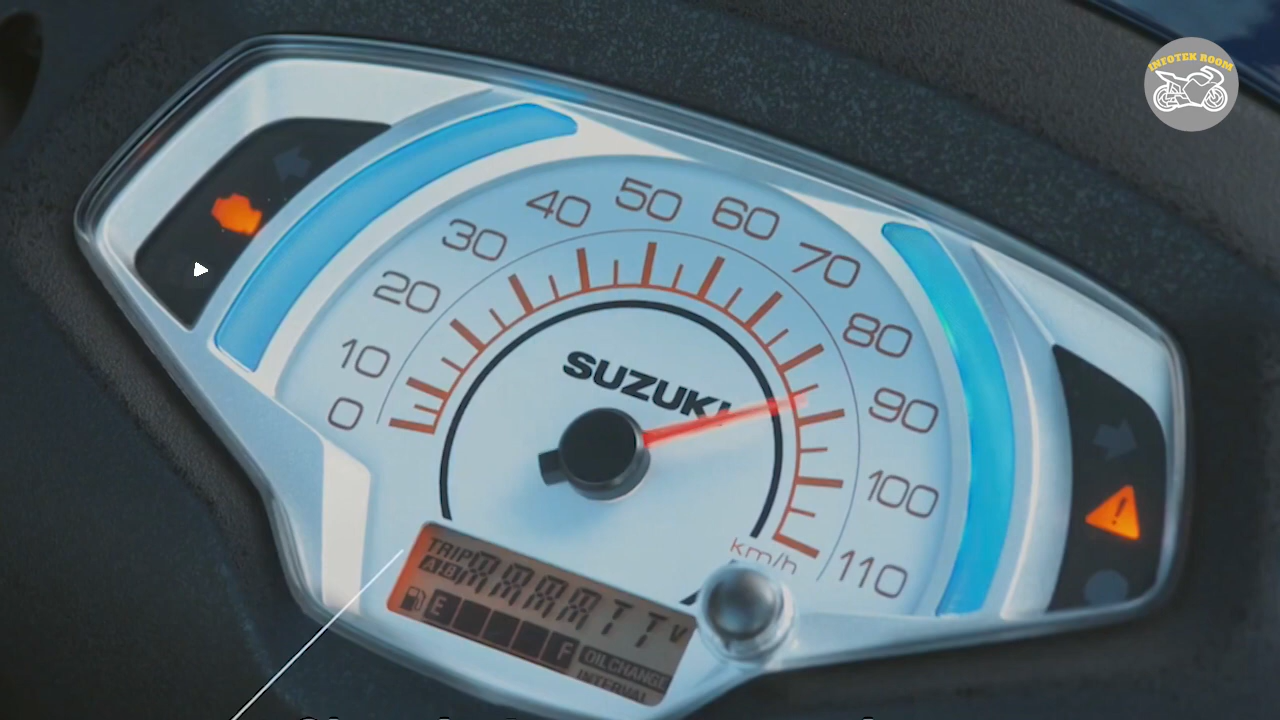 INFOTEK ROOM
0
10
20
30
40
50
60
70
80
90
100
110
SUZUKI
km/h
TRIP
A B
E F
OIL CHANGE
INTERVAL